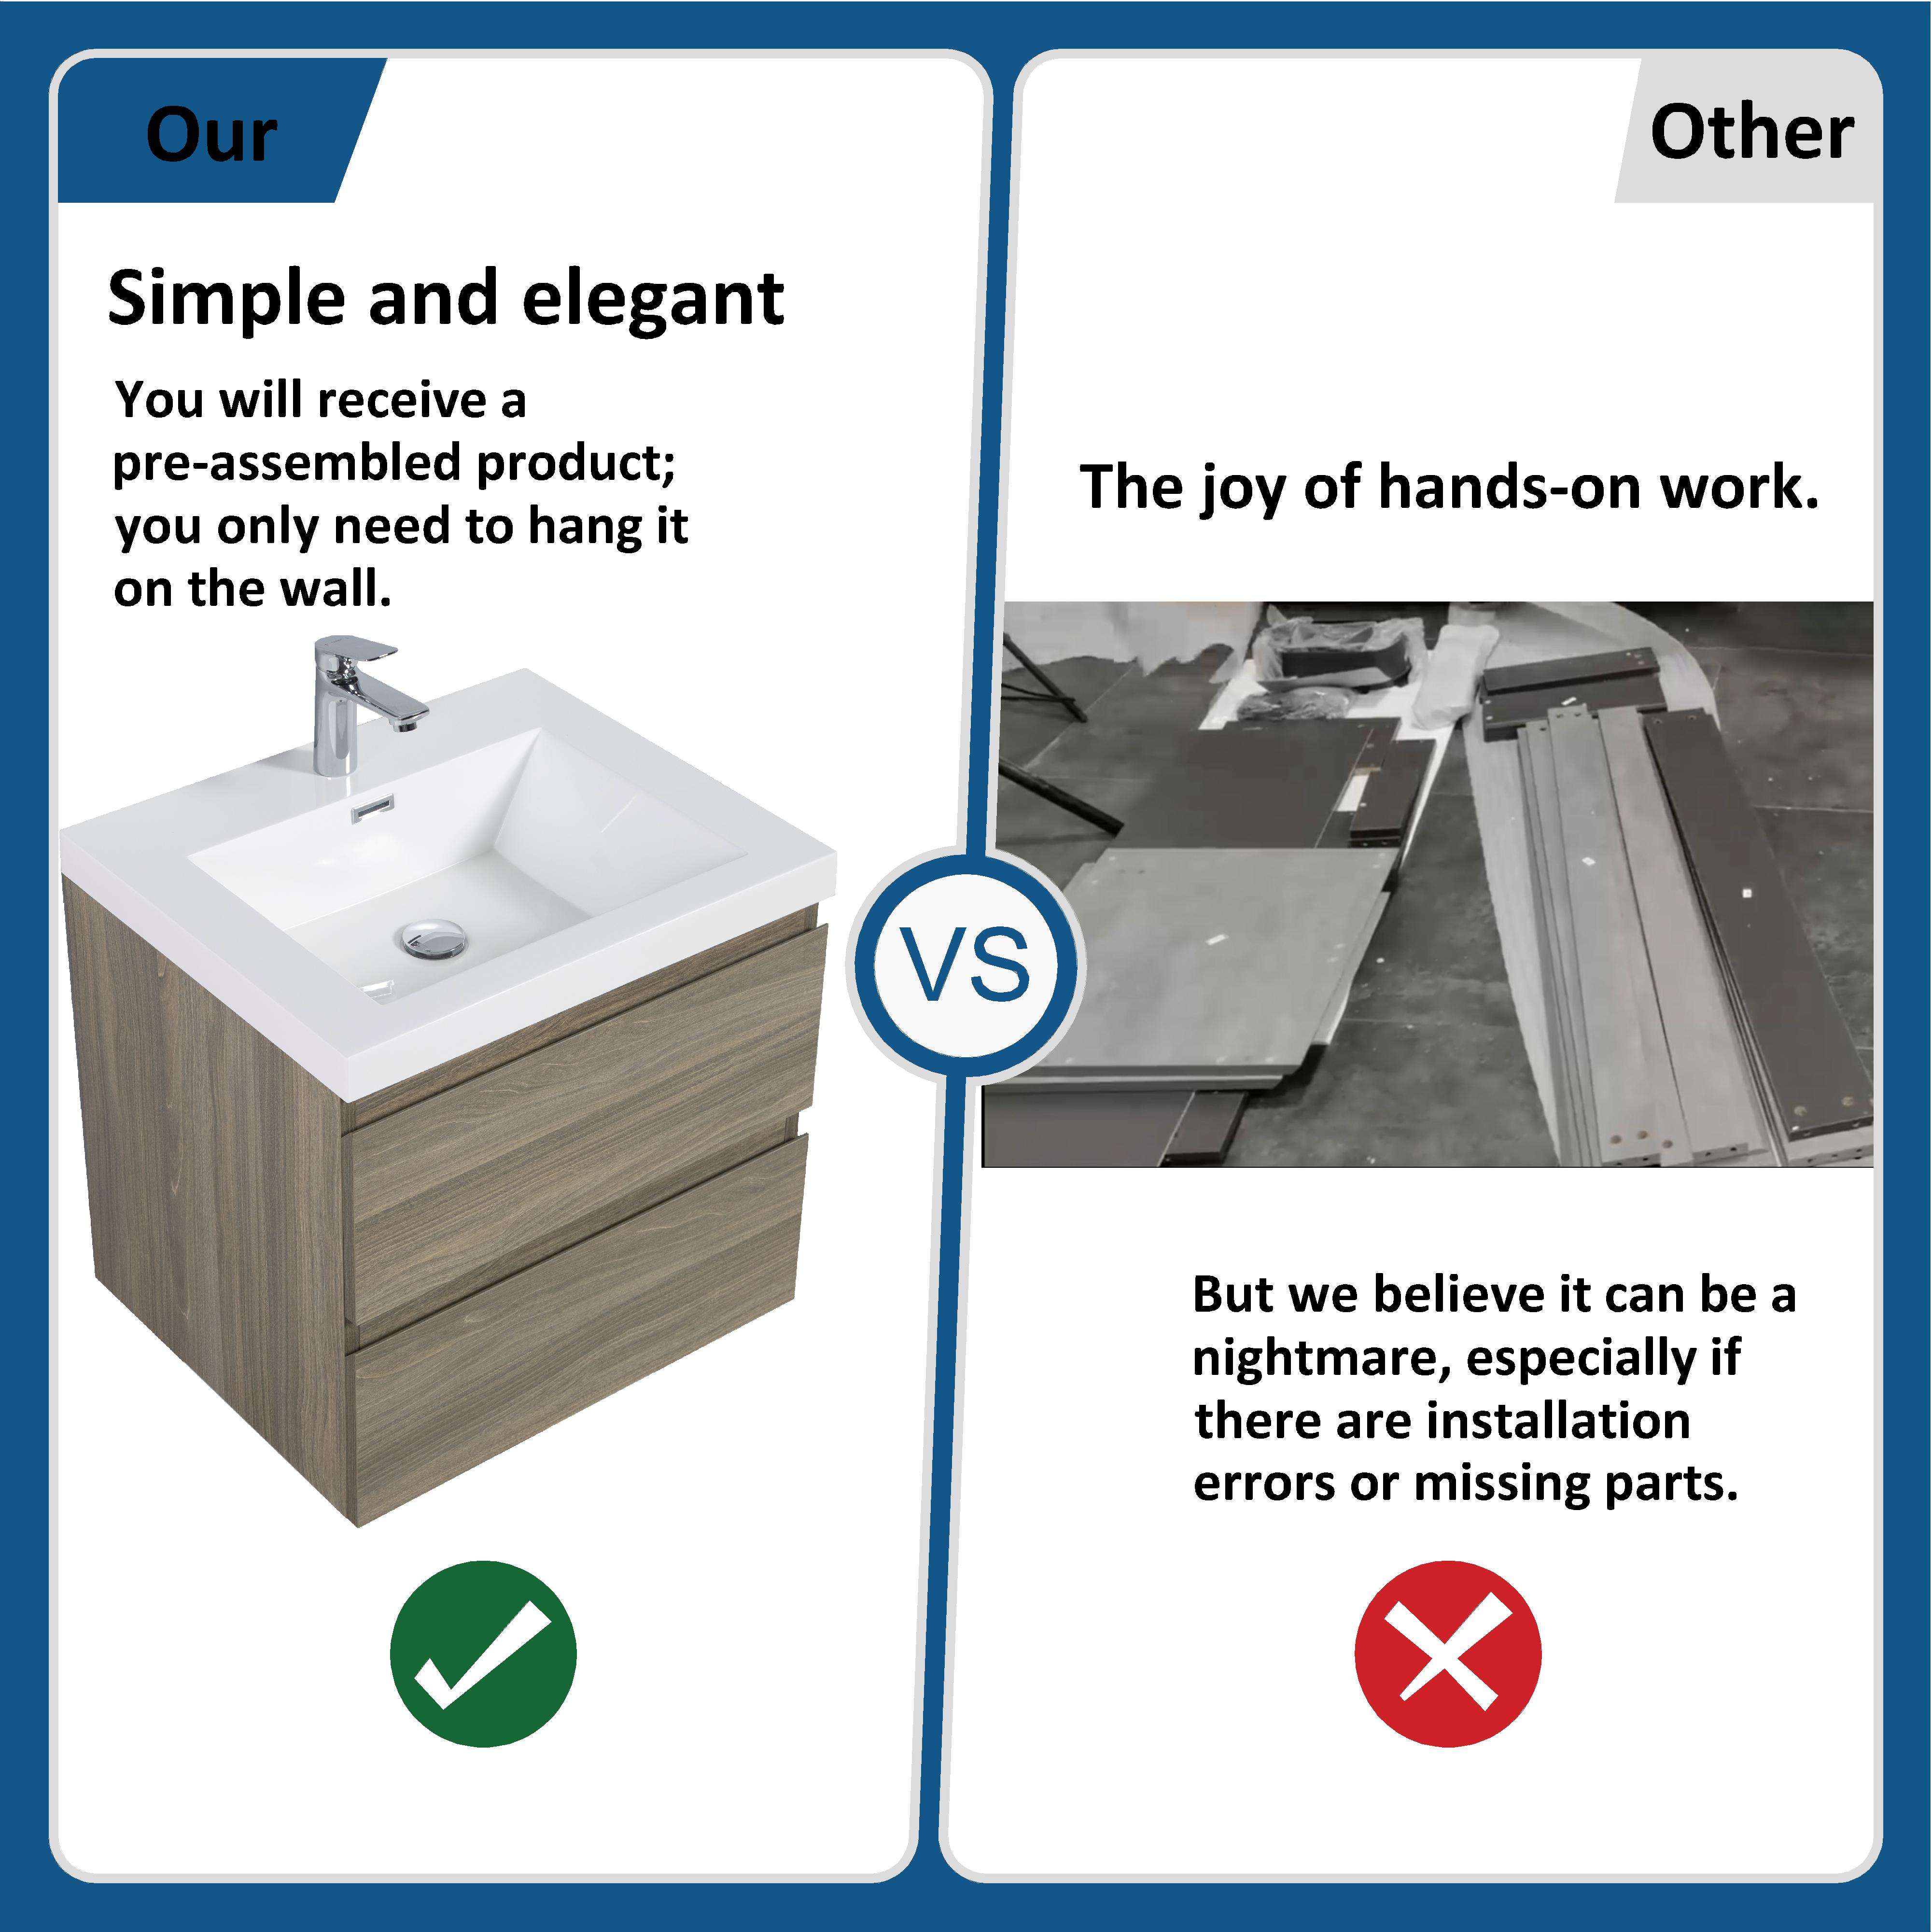 Our
Simple and elegant
You will receive a
pre-assembled product;
you only need to hang it
on the wall.
VS
Other
The joy of hands-on work.
But we believe it can be a
nightmare, especially if
there are installation
errors or missing parts.